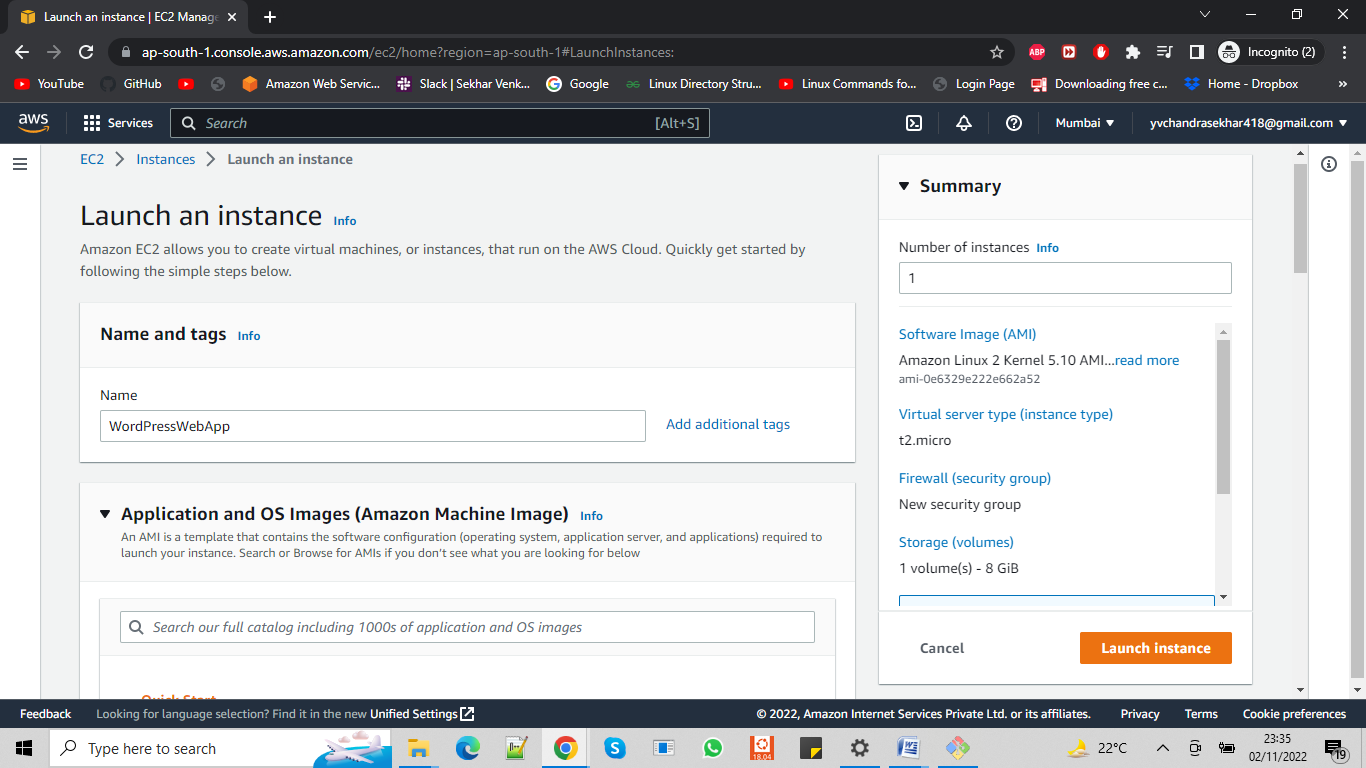 Launch an instance | EC2 Manage
ap-south-1.console.aws.amazon.com/ec2/home?region=ap-south-1#LaunchInstances:
ABP
Incognito (2)
YouTube
GitHub
Amazon Web Servic...
Slack | Sekhar Venk...
Google
Linux Directory Stru...
Linux Commands fo...
Login Page
Downloading free c...
Home - Dropbox
»
aws
Services
Search
[Alt+S]
Mumbai
yvchandrasekhar418@gmail.com
EC2
Instances
Launch an instance
Launch an instance Info
Amazon EC2 allows you to create virtual machines, or instances, that run on the AWS Cloud. Quickly get started by
following the simple steps below.
Name and tags Info
Name
WordPressWebApp
Add additional tags
Application and OS Images (Amazon Machine Image) Info
An AMI is a template that contains the software configuration (operating system, application server, and applications) required to
launch your instance. Search or Browse for AMIs if you don't see what you are looking for below
Search our full catalog including 1000s of application and OS images
Quick Start
Summary
Number of instances Info
1
Software Image (AMI)
Amazon Linux 2 Kernel 5.10 AMI...read more
ami-0e6329e222e662a52
Virtual server type (instance type)
t2.micro
Firewall (security group)
New security group
Storage (volumes)
1 volume(s) - 8 GiB
Cancel
Launch instance
Feedback
Looking for language selection? Find it in the new Unified Settings
© 2022, Amazon Internet Services Private Ltd. or its affiliates.
Privacy
Terms
Cookie preferences
Type here to search
18.04
22°C
23:35
02/11/2022
19